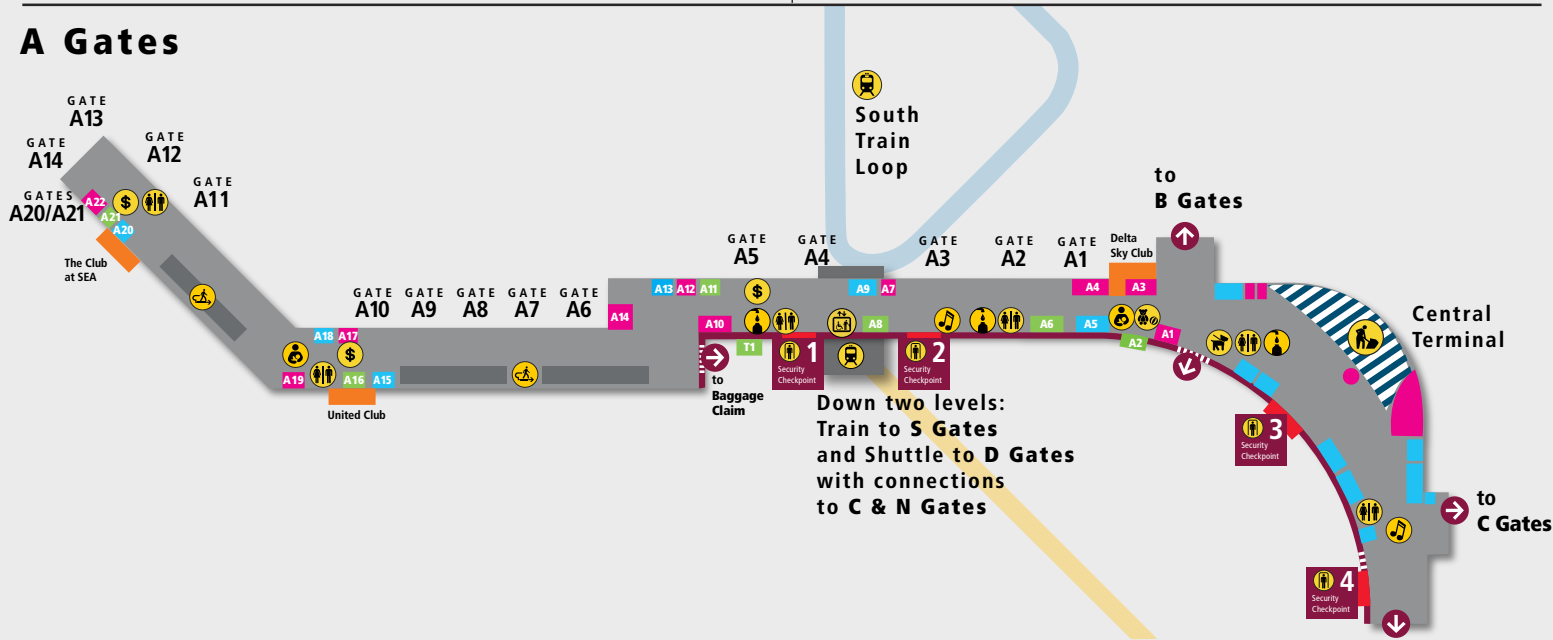 A Gates
GATE
A13
GATE
A14
GATE
A12
GATES
A20/A21
GATE
A11
A22
$
A21
A20
The Club
at SEA
GATE
A10
GATE
A9
GATE
A8
GATE
A7
GATE
A6
A18
A17
$
A19
A16
A15
United Club
A14
GATE
A5
GATE
A4
GATE
A3
GATE
A2
GATE
A1
Delta
Sky Club
A13
A12
A11
$
A9
A7
A4
A3
A10
A8
A6
A5
A2
A1
T1
South
Train
Loop
to
B Gates
to
Baggage
Claim
1
Security
Checkpoint
2
Security
Checkpoint
Down two levels:
Train to S Gates
and Shuttle to D Gates
with connections
to C & N Gates
Central
Terminal
3
Security
Checkpoint
to
C Gates
4
Security
Checkpoint